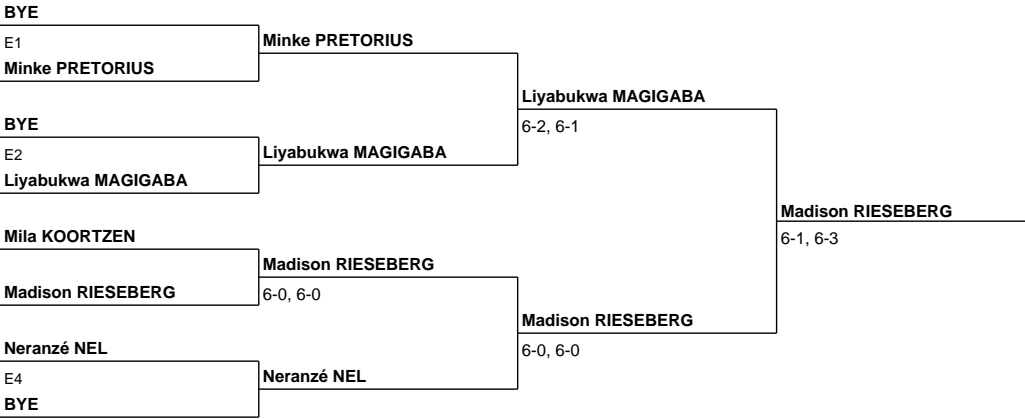 BYE
E1
Minke PRETORIUS
Minke PRETORIUS
BYE
E2
Liyabukwa MAGIGABA
Liyabukwa MAGIGABA
Liyabukwa MAGIGABA
6-2, 6-1
Mila KOORTZEN
Madison RIESEBERG
Madison RIESEBERG
6-0, 6-0
Neranzé NEL
E4
BYE
Neranzé NEL
Madison RIESEBERG
6-0, 6-0
Madison RIESEBERG
6-1, 6-3